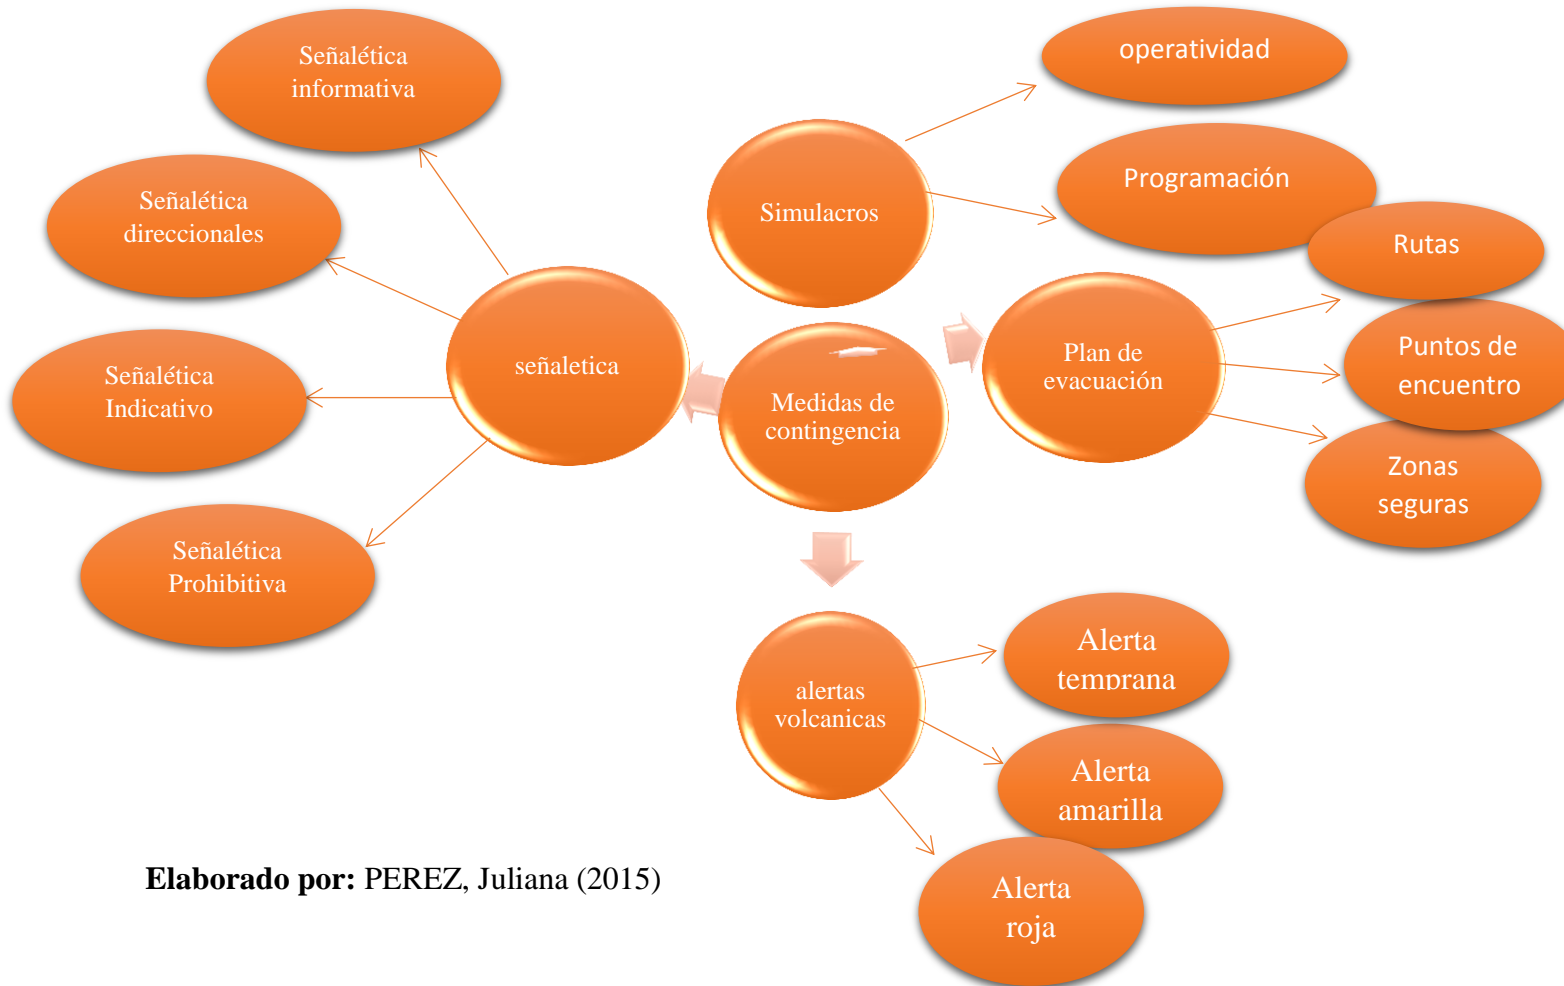 Señalética
informativa
Señalética
direccionales
Señalética
Indicativo
Señalética
Prohibitiva
señaletica
Simulacros
operatividad
Programación
Medidas de
contingencia
Plan de
evacuación
Rutas
Puntos de
encuentro
Zonas
seguras
alertas
volcanicas
Alerta
temprana
Alerta
amarilla
Alerta
roja
Elaborado por: PEREZ, Juliana (2015)